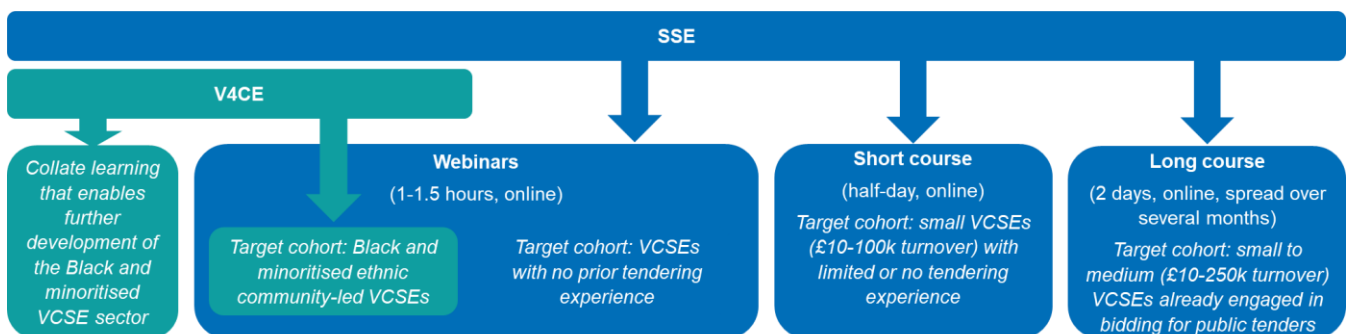 SSE
V4CE
Collate learning
that enables
further
development of
the Black and
minoritised
VCSE sector
Webinars
(1-1.5 hours, online)
Target cohort: Black and
minoritised ethnic
community-led VCSEs
Target cohort: VCSEs
with no prior tendering
experience
Short course
(half-day, online)
Target cohort: small VCSEs
(£10-100k turnover) with
limited or no tendering
experience
Long course
(2 days, online, spread over
several months)
Target cohort: small to
medium (£10-250k turnover)
VCSEs already engaged in
bidding for public tenders